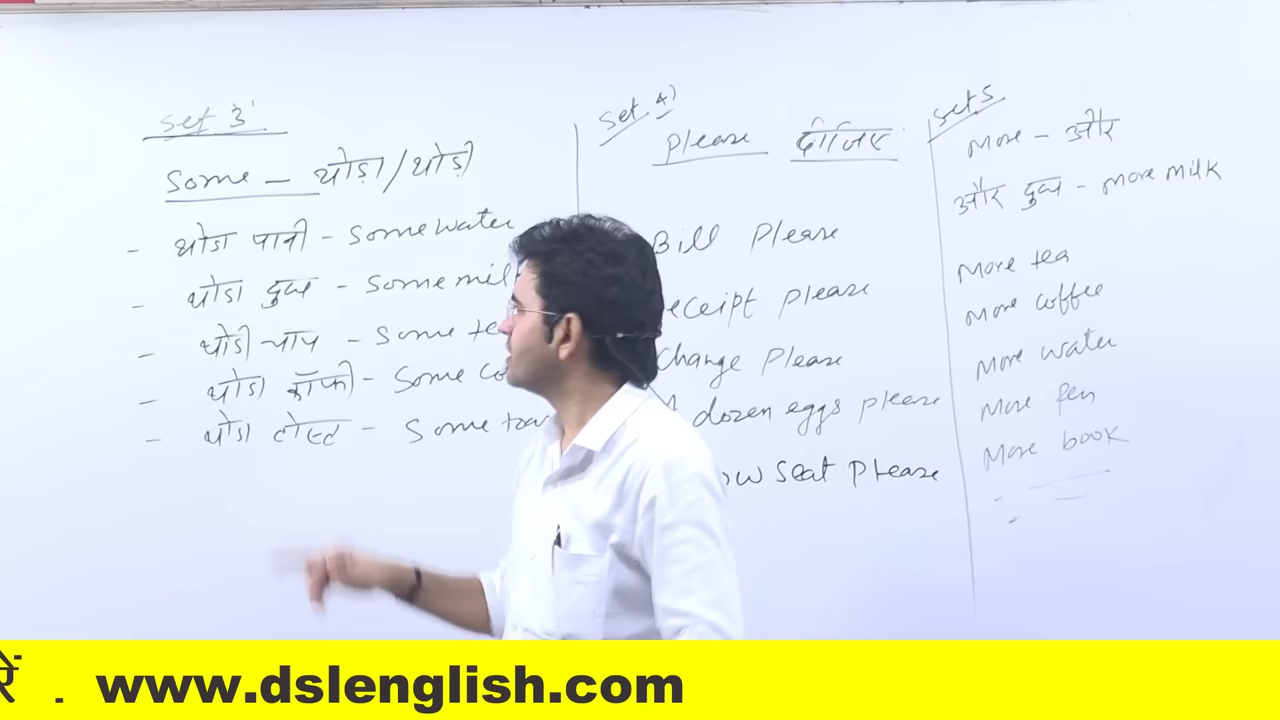 Set 3
Some - थोड़ा/थोड़ी
- थोडा पानी - Some water
- थोडा दुध - Some mil
- थोडी चाय - Some te
- थोडा कॉफी - Some co
- थोडा टोस्ट -  Some toa
Set 4)
Please दीजिए
Bill Please
eceipt please
change Please
dozen eggs please
ow Seat Please
Set 5
More - और
और दुध - More milk
More tea
More coffee
More water
More pen
More book
रें . www.dslenglish.com